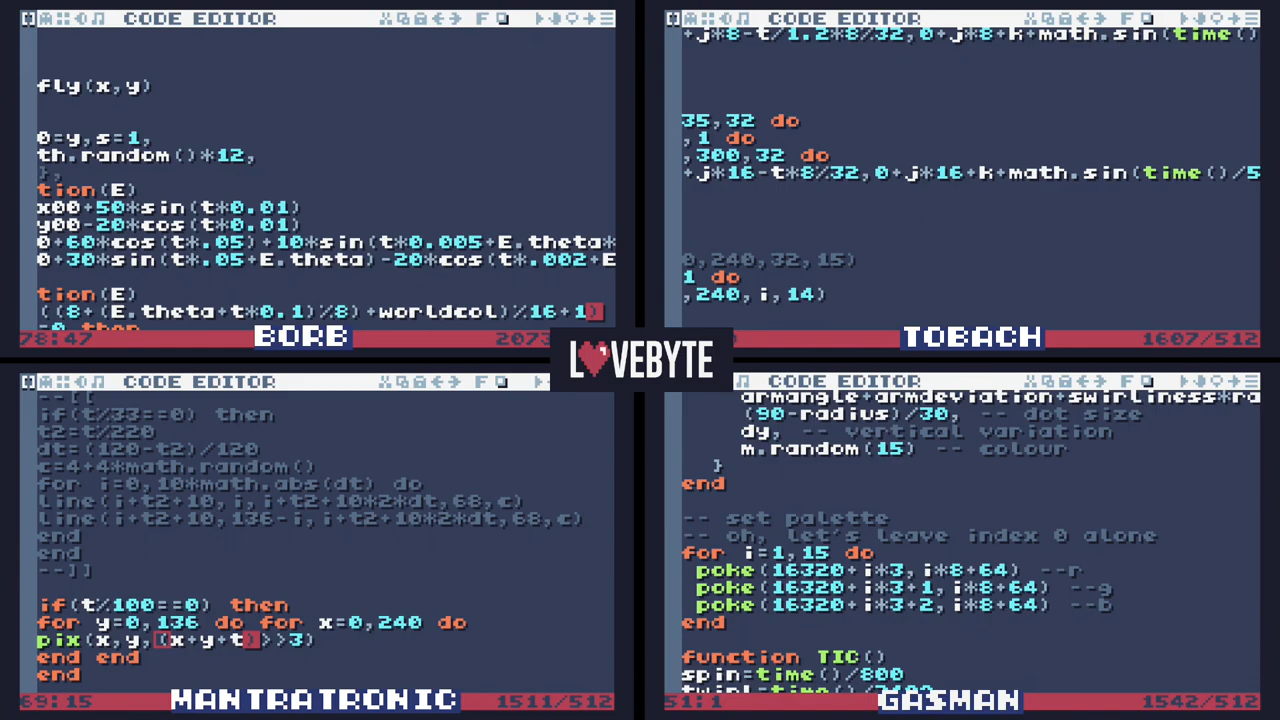 CODE EDITOR
F
fly(x,y)
0=y,s=1,
th.random()*12,
},
tion(E)
x00+50*sin(t*0.01)
y00-20*cos(t*0.01)
0+60*cos(t*.05)+10*sin(t*0.005+E.theta*
0+30*sin(t*.05+E.theta)-20*cos(t*.002+E
tion(E)
((8+(E.theta+t*0.1)%8)+worldcol)%16+1)
=0 then
78:47
2073
BORB
CODE EDITOR
F
+j*8-t/1.2*8%32,0+j*8+k+math.sin(time()
35,32 do
,1 do
,300,32 do
+j*16-t*8%32,0+j*16+k+math.sin(time()/5
0,240,32,15)
1 do
,240,i,14)
1607/512
TOBACH
LOVEBYTE
CODE EDITOR
F
--[[
if(t%33==0) then
t2=t%220
dt=(120-t2)/120
c=4+4*math.random()
for i=0,10*math.abs(dt) do
line(i+t2+10,i,i+t2+10*2*dt,68,c)
line(i+t2+10,136-i,i+t2+10*2*dt,68,c)
end
end
--]]
if(t%100==0) then
for y=0,136 do for x=0,240 do
pix(x,y,(x+y+t)>>3)
end end
end
69:15
1511/512
MANTRATRONIC
CODE EDITOR
F
armangle+armdeviation+swirliness*ra
(90-radius)/30, -- dot size
dy, -- vertical variation
m.random(15) -- colour
}
end
-- set palette
-- oh, let's leave index 0 alone
for i=1,15 do
poke(16320+i*3,i*8+64) --r
poke(16320+i*3+1,i*8+64) --g
poke(16320+i*3+2,i*8+64) --b
end
function TIC()
spin=time()/800
51:1
1542/512
GASMAN